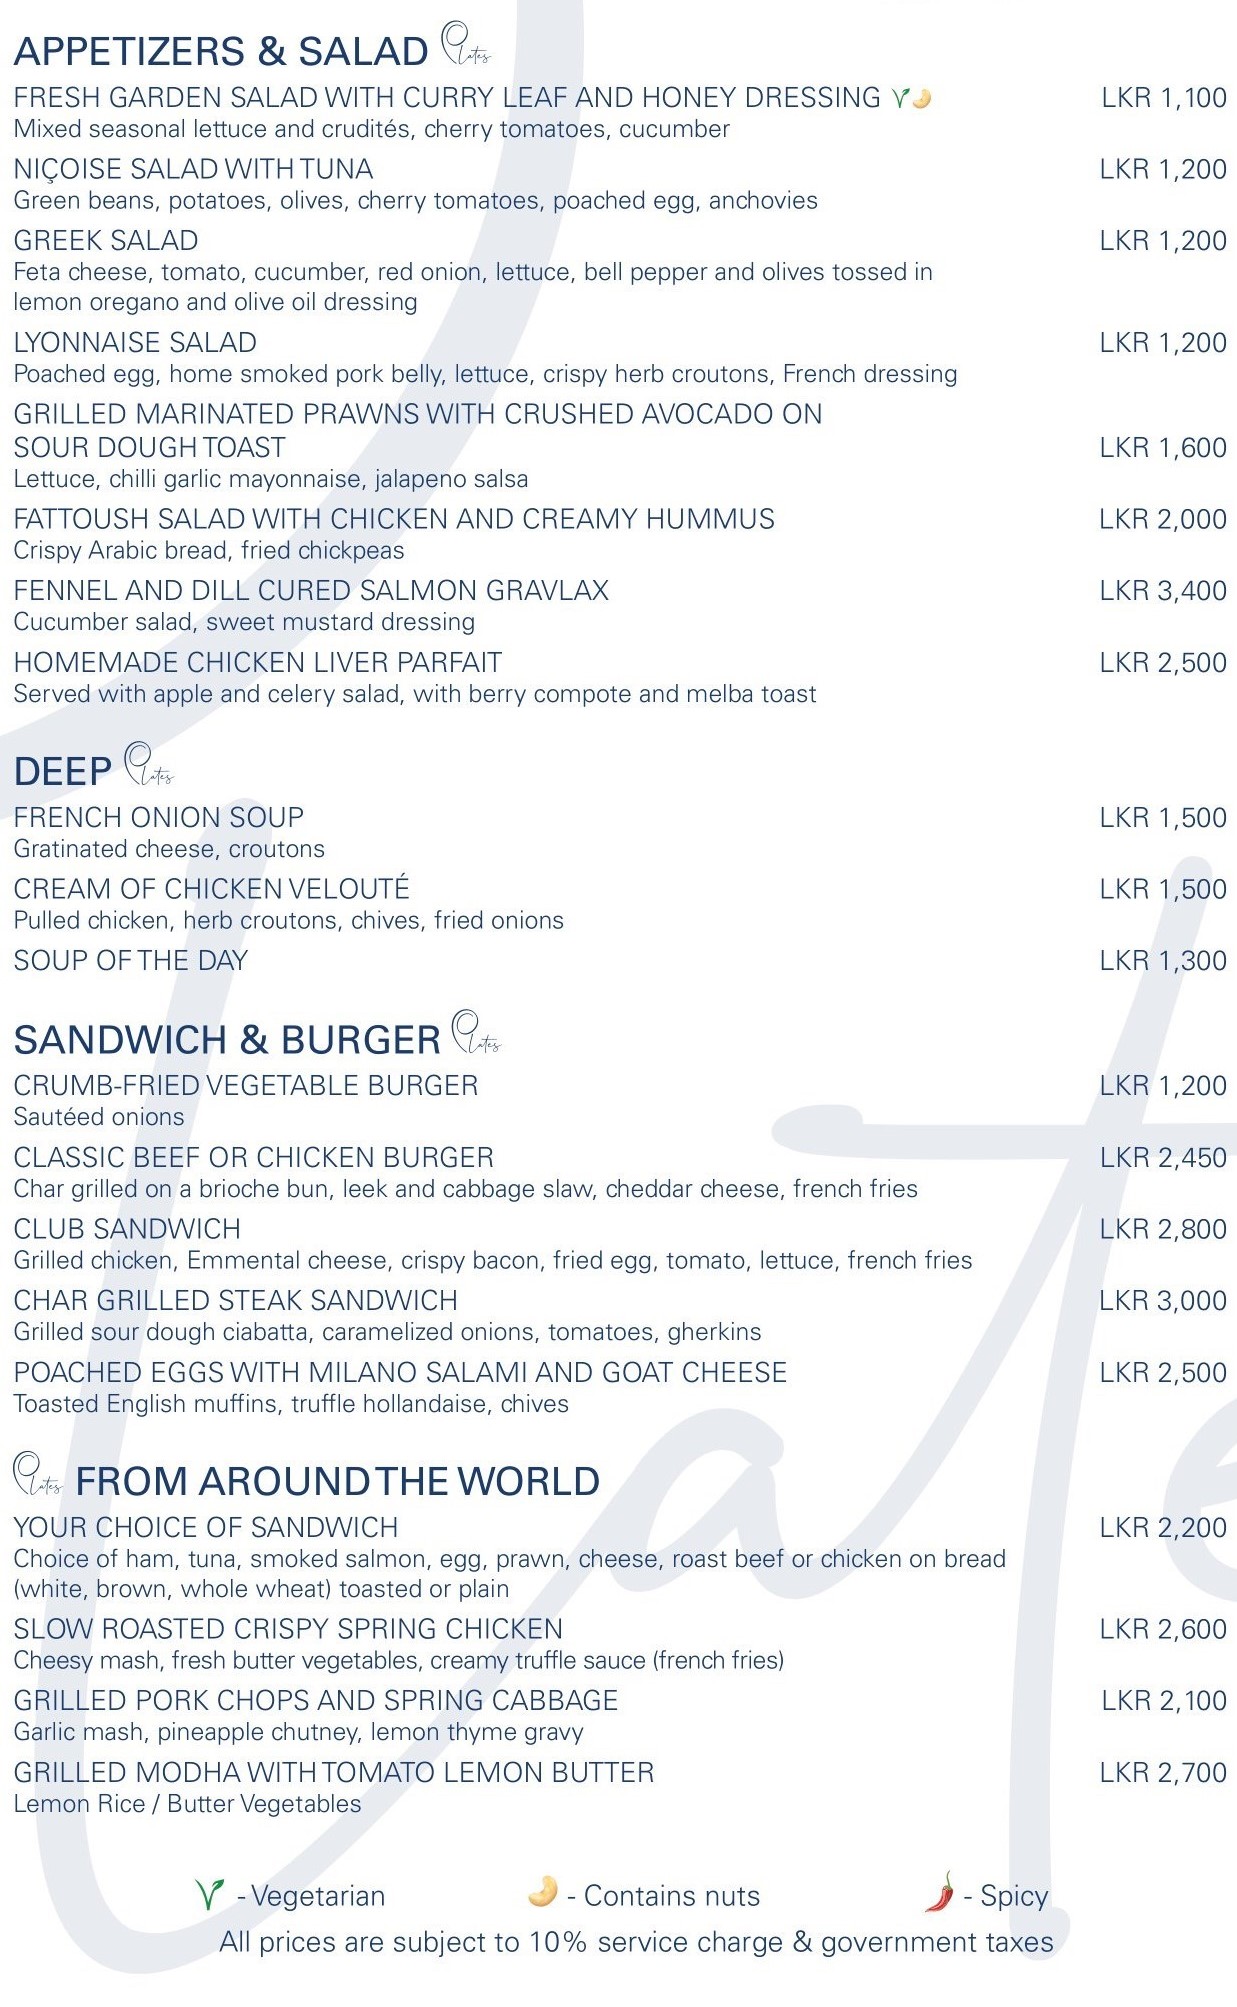 APPETIZERS & SALAD Plates
FRESH GARDEN SALAD WITH CURRY LEAF AND HONEY DRESSING LKR 1,100
Mixed seasonal lettuce and crudités, cherry tomatoes, cucumber
NIÇOISE SALAD WITH TUNA LKR 1,200
Green beans, potatoes, olives, cherry tomatoes, poached egg, anchovies
GREEK SALAD LKR 1,200
Feta cheese, tomato, cucumber, red onion, lettuce, bell pepper and olives tossed in
lemon oregano and olive oil dressing
LYONNAISE SALAD LKR 1,200
Poached egg, home smoked pork belly, lettuce, crispy herb croutons, French dressing
GRILLED MARINATED PRAWNS WITH CRUSHED AVOCADO ON
SOUR DOUGH TOAST LKR 1,600
Lettuce, chilli garlic mayonnaise, jalapeno salsa
FATTOUSH SALAD WITH CHICKEN AND CREAMY HUMMUS LKR 2,000
Crispy Arabic bread, fried chickpeas
FENNEL AND DILL CURED SALMON GRAVLAX LKR 3,400
Cucumber salad, sweet mustard dressing
HOMEMADE CHICKEN LIVER PARFAIT LKR 2,500
Served with apple and celery salad, with berry compote and melba toast
DEEP Plates
FRENCH ONION SOUP LKR 1,500
Gratinated cheese, croutons
CREAM OF CHICKEN VELOUTÉ LKR 1,500
Pulled chicken, herb croutons, chives, fried onions
SOUP OF THE DAY LKR 1,300
SANDWICH & BURGER Plates
CRUMB-FRIED VEGETABLE BURGER LKR 1,200
Sautéed onions
CLASSIC BEEF OR CHICKEN BURGER LKR 2,450
Char grilled on a brioche bun, leek and cabbage slaw, cheddar cheese, french fries
CLUB SANDWICH LKR 2,800
Grilled chicken, Emmental cheese, crispy bacon, fried egg, tomato, lettuce, french fries
CHAR GRILLED STEAK SANDWICH LKR 3,000
Grilled sour dough ciabatta, caramelized onions, tomatoes, gherkins
POACHED EGGS WITH MILANO SALAMI AND GOAT CHEESE LKR 2,500
Toasted English muffins, truffle hollandaise, chives
Plates FROM AROUND THE WORLD
YOUR CHOICE OF SANDWICH LKR 2,200
Choice of ham, tuna, smoked salmon, egg, prawn, cheese, roast beef or chicken on bread
(white, brown, whole wheat) toasted or plain
SLOW ROASTED CRISPY SPRING CHICKEN LKR 2,600
Cheesy mash, fresh butter vegetables, creamy truffle sauce (french fries)
GRILLED PORK CHOPS AND SPRING CABBAGE LKR 2,100
Garlic mash, pineapple chutney, lemon thyme gravy
GRILLED MODHA WITH TOMATO LEMON BUTTER LKR 2,700
Lemon Rice / Butter Vegetables
- Vegetarian - Contains nuts - Spicy
All prices are subject to 10% service charge & government taxes